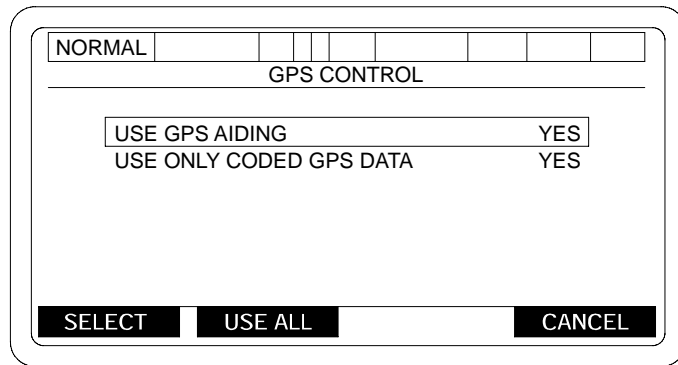 NORMAL
GPS CONTROL
USE GPS AIDING YES
USE ONLY CODED GPS DATA YES
SELECT USE ALL CANCEL